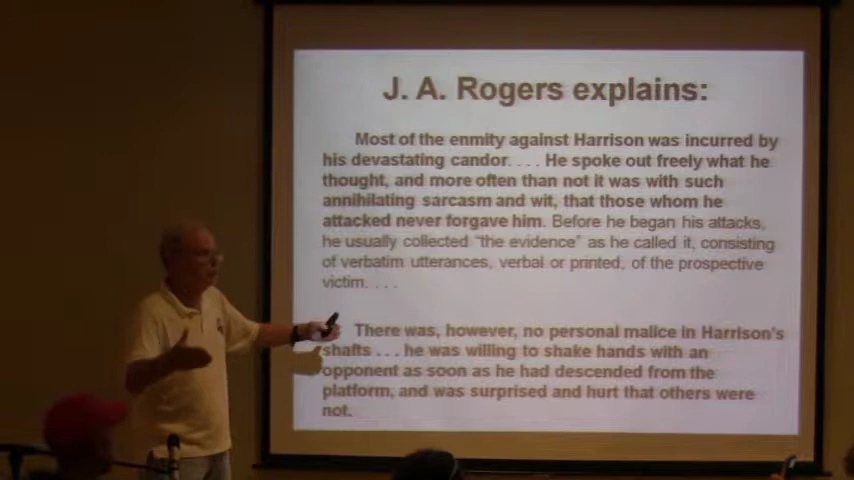 J. A. Rogers explains:
Most of the enmity against Harrison was incurred by
his devastating candor. . . . He spoke out freely what he
thought, and more often than not it was with such
annihilating sarcasm and wit, that those whom he
attacked never forgave him. Before he began his attacks,
he usually collected "the evidence" as he called it, consisting
of verbatim utterances, verbal or printed, of the prospective
victim. . . .
There was, however, no personal malice in Harrison's
shafts . . . he was willing to shake hands with an
opponent as soon as he had descended from the
platform, and was surprised and hurt that others were
not.